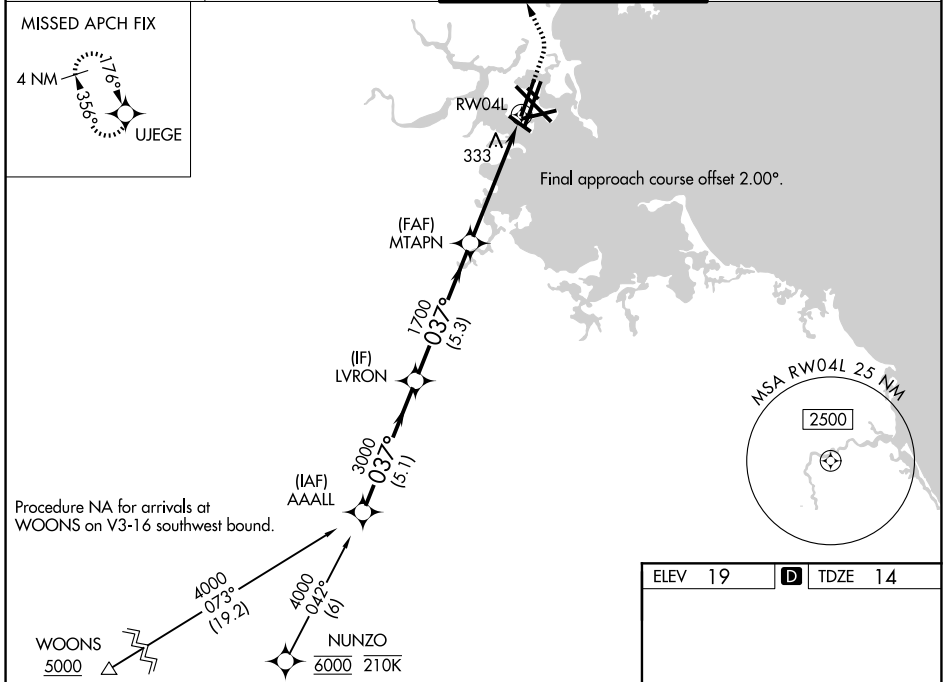 MISSED APCH FIX
4 NM
176°
356°
UJEGE
RW04L
333
Final approach course offset 2.00°.
(FAF)
MTAPN
1700
037°
(5.3)
(IF)
LVRON
MSA RW04L 25 NM
2500
3000
037°
(5.1)
(IAF)
AAALL
Procedure NA for arrivals at
WOONS on V3-16 southwest bound.
4000
073°
(19.2)
4000
042°
(6)
WOONS
5000
NUNZO
6000 210K
ELEV 19 D TDZE 14